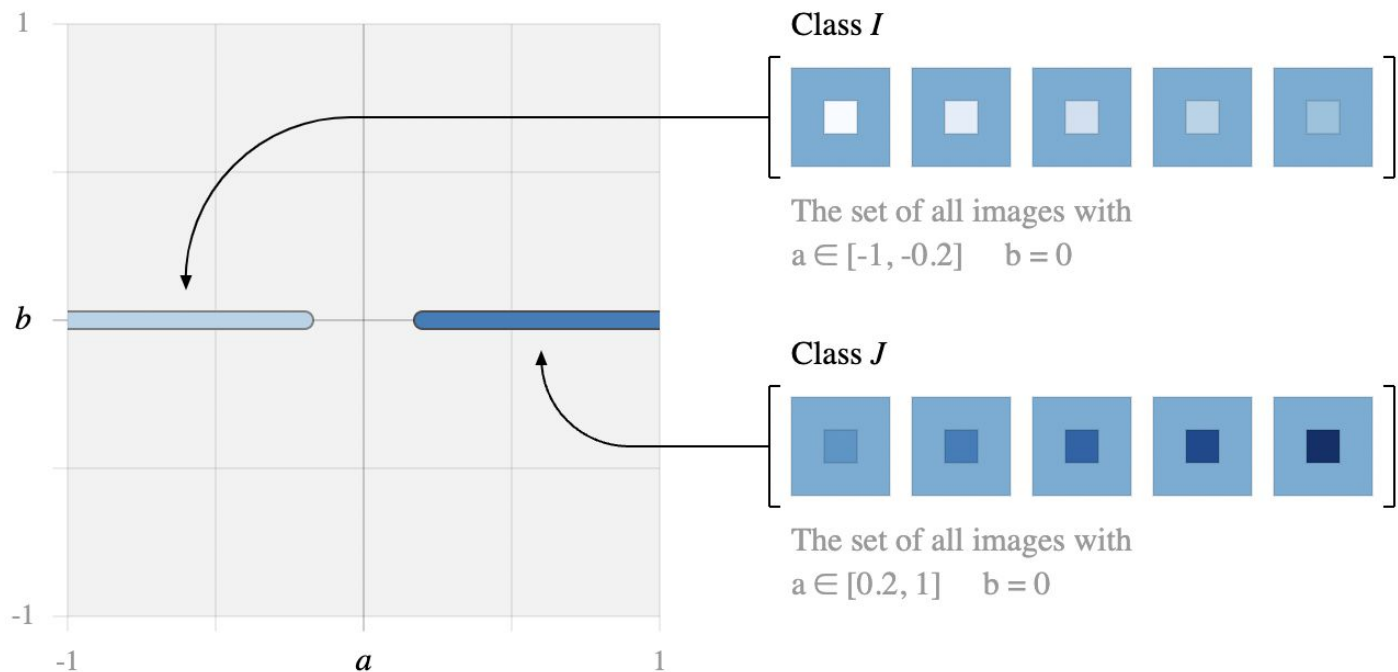 1
b
-1
-1
a
1
Class I
The set of all images with
a ∈ [-1, -0.2] b = 0
Class J
The set of all images with
a ∈ [0.2, 1] b = 0